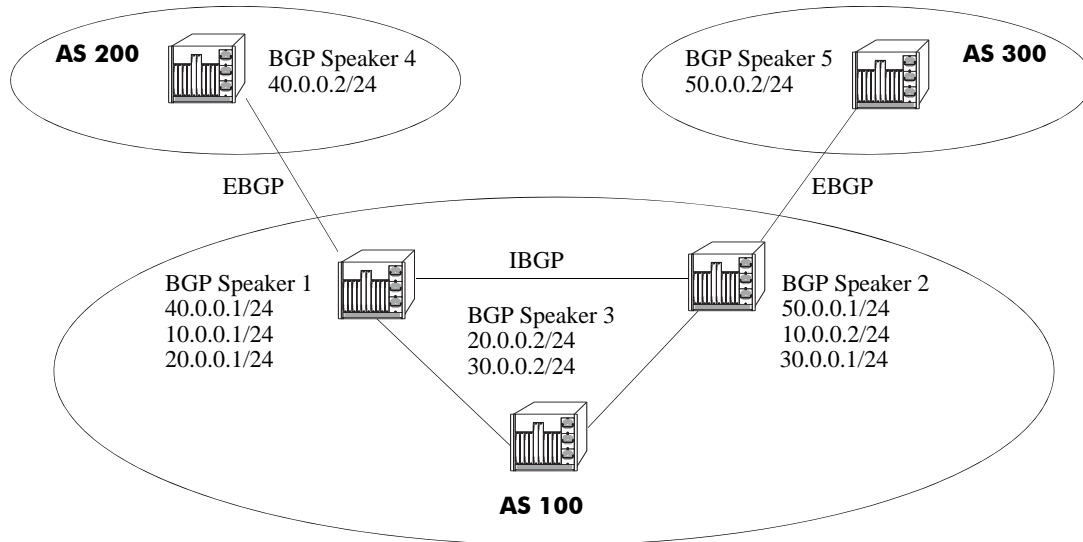 AS 200
BGP Speaker 4
40.0.0.2/24
BGP Speaker 5
50.0.0.2/24
AS 300
EBGP
EBGP
IBGP
BGP Speaker 1
40.0.0.1/24
10.0.0.1/24
20.0.0.1/24
BGP Speaker 3
20.0.0.2/24
30.0.0.2/24
BGP Speaker 2
50.0.0.1/24
10.0.0.2/24
30.0.0.1/24
AS 100